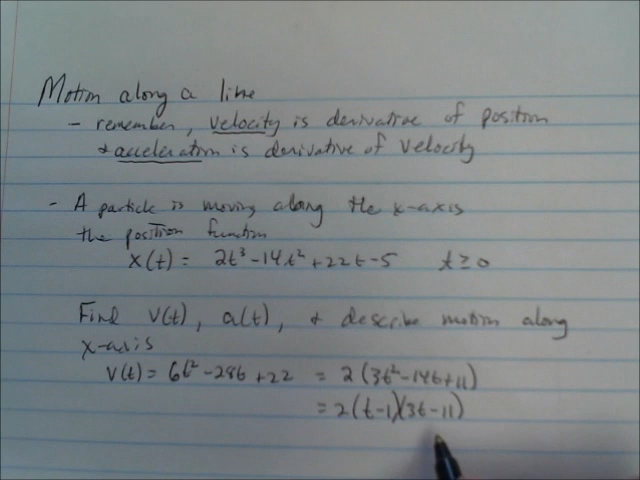 Motion along a line
- remember, velocity is derivative of position
& acceleration is derivative of velocity
- A particle is moving along the x-axis
the position function
x(t) = 2t³-14t²+22t-5 t≥0
Find v(t), a(t), & describe motion along
x-axis
v(t) = 6t²-28t+22 = 2(3t²-14t+11)
= 2(t-1)(3t-11)